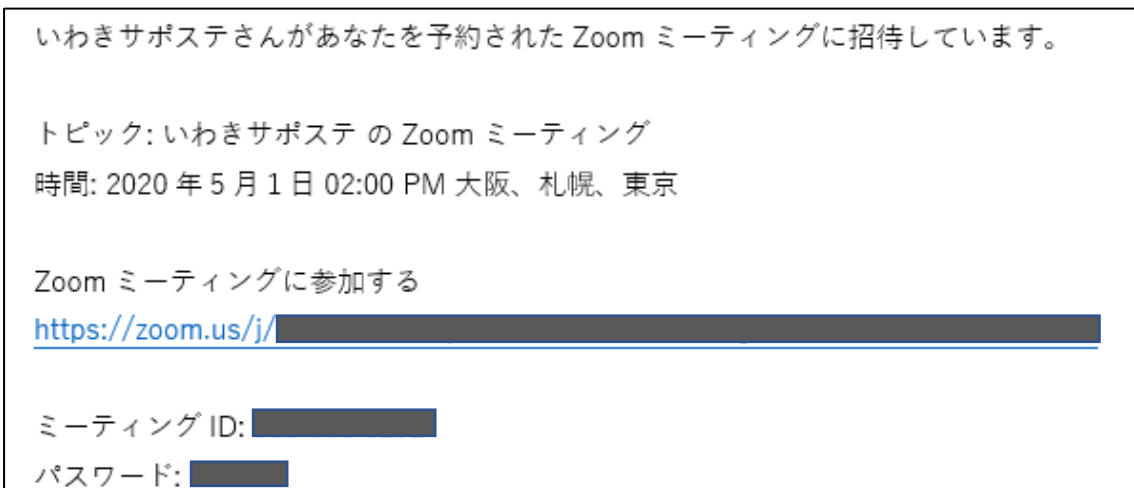 いわきサポステさんがあなたを予約された Zoom ミーティングに招待しています。
トピック: いわきサポステ の Zoom ミーティング
時間: 2020 年 5 月 1 日 02:00 PM 大阪、札幌、東京
Zoom ミーティングに参加する
https://zoom.us/j/
ミーティング ID:
パスワード: